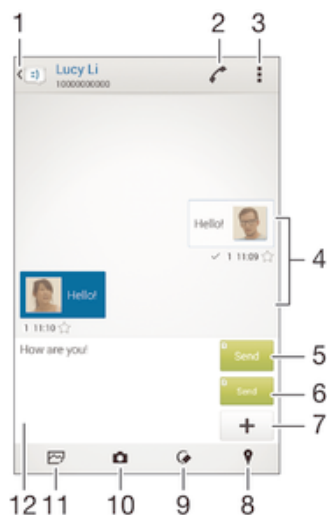 1 2 3
:)
Lucy Li
10000000000
Hello!
✓ 1 11:09 ☆
4
Hello!
1 11:10 ☆
How are you!
Send 5
Send 6
+ 7
12 11 10 9 8